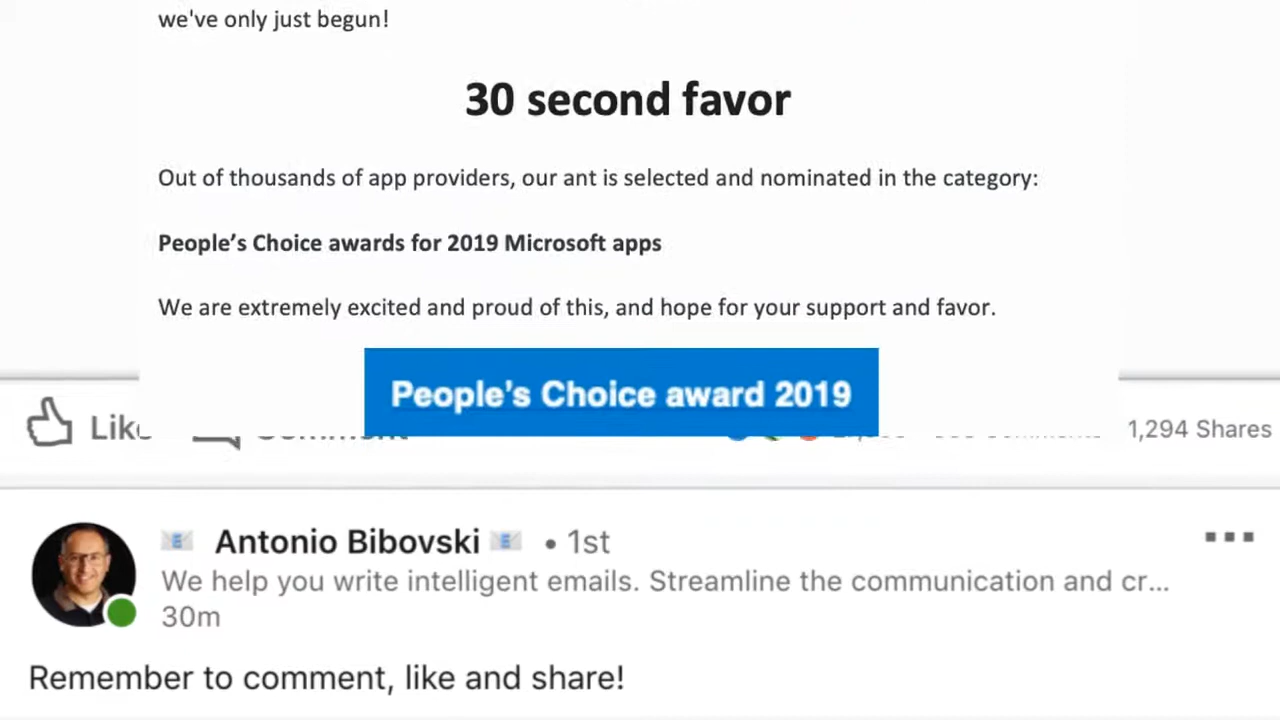 we've only just begun!
30 second favor
Out of thousands of app providers, our ant is selected and nominated in the category:
People's Choice awards for 2019 Microsoft apps
We are extremely excited and proud of this, and hope for your support and favor.
People's Choice award 2019
Like Comment 1,294 Shares
Antonio Bibovski • 1st
We help you write intelligent emails. Streamline the communication and cr...
30m
Remember to comment, like and share!